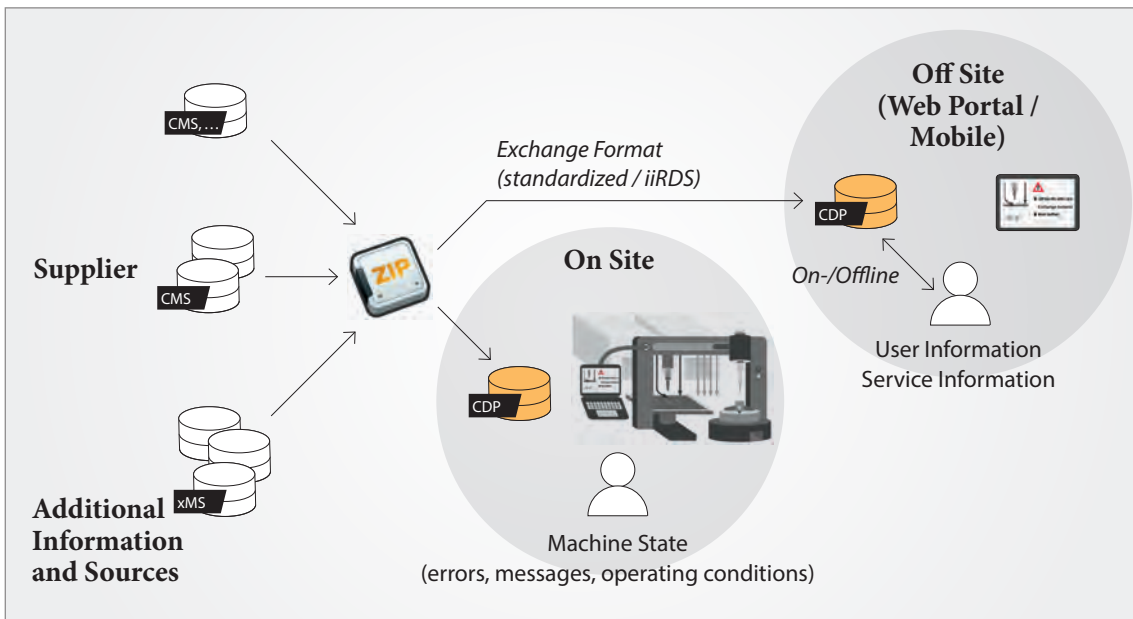 CMS, ...
Supplier
CMS
Additional
Information
and Sources
xMS
ZIP
Exchange Format
(standardized / iiRDS)
On Site
CDP
Machine State
(errors, messages, operating conditions)
Off Site
(Web Portal /
Mobile)
CDP
On-/Offline
User Information
Service Information